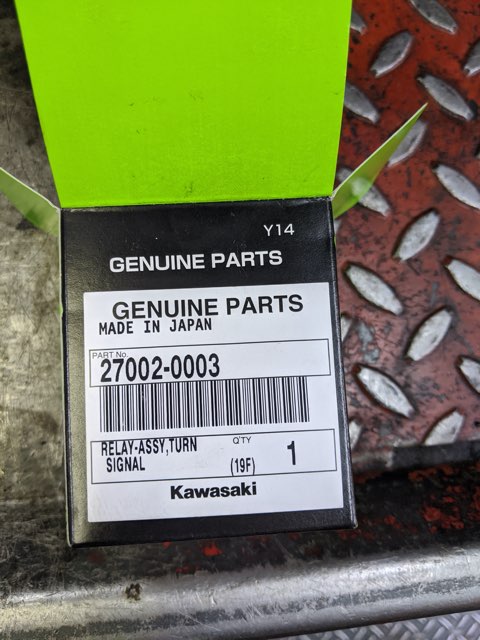 Y14
GENUINE PARTS
GENUINE PARTS
MADE IN JAPAN
PART No.
27002-0003
RELAY-ASSY,TURN
SIGNAL
Q'TY
(19F)
1
Kawasaki